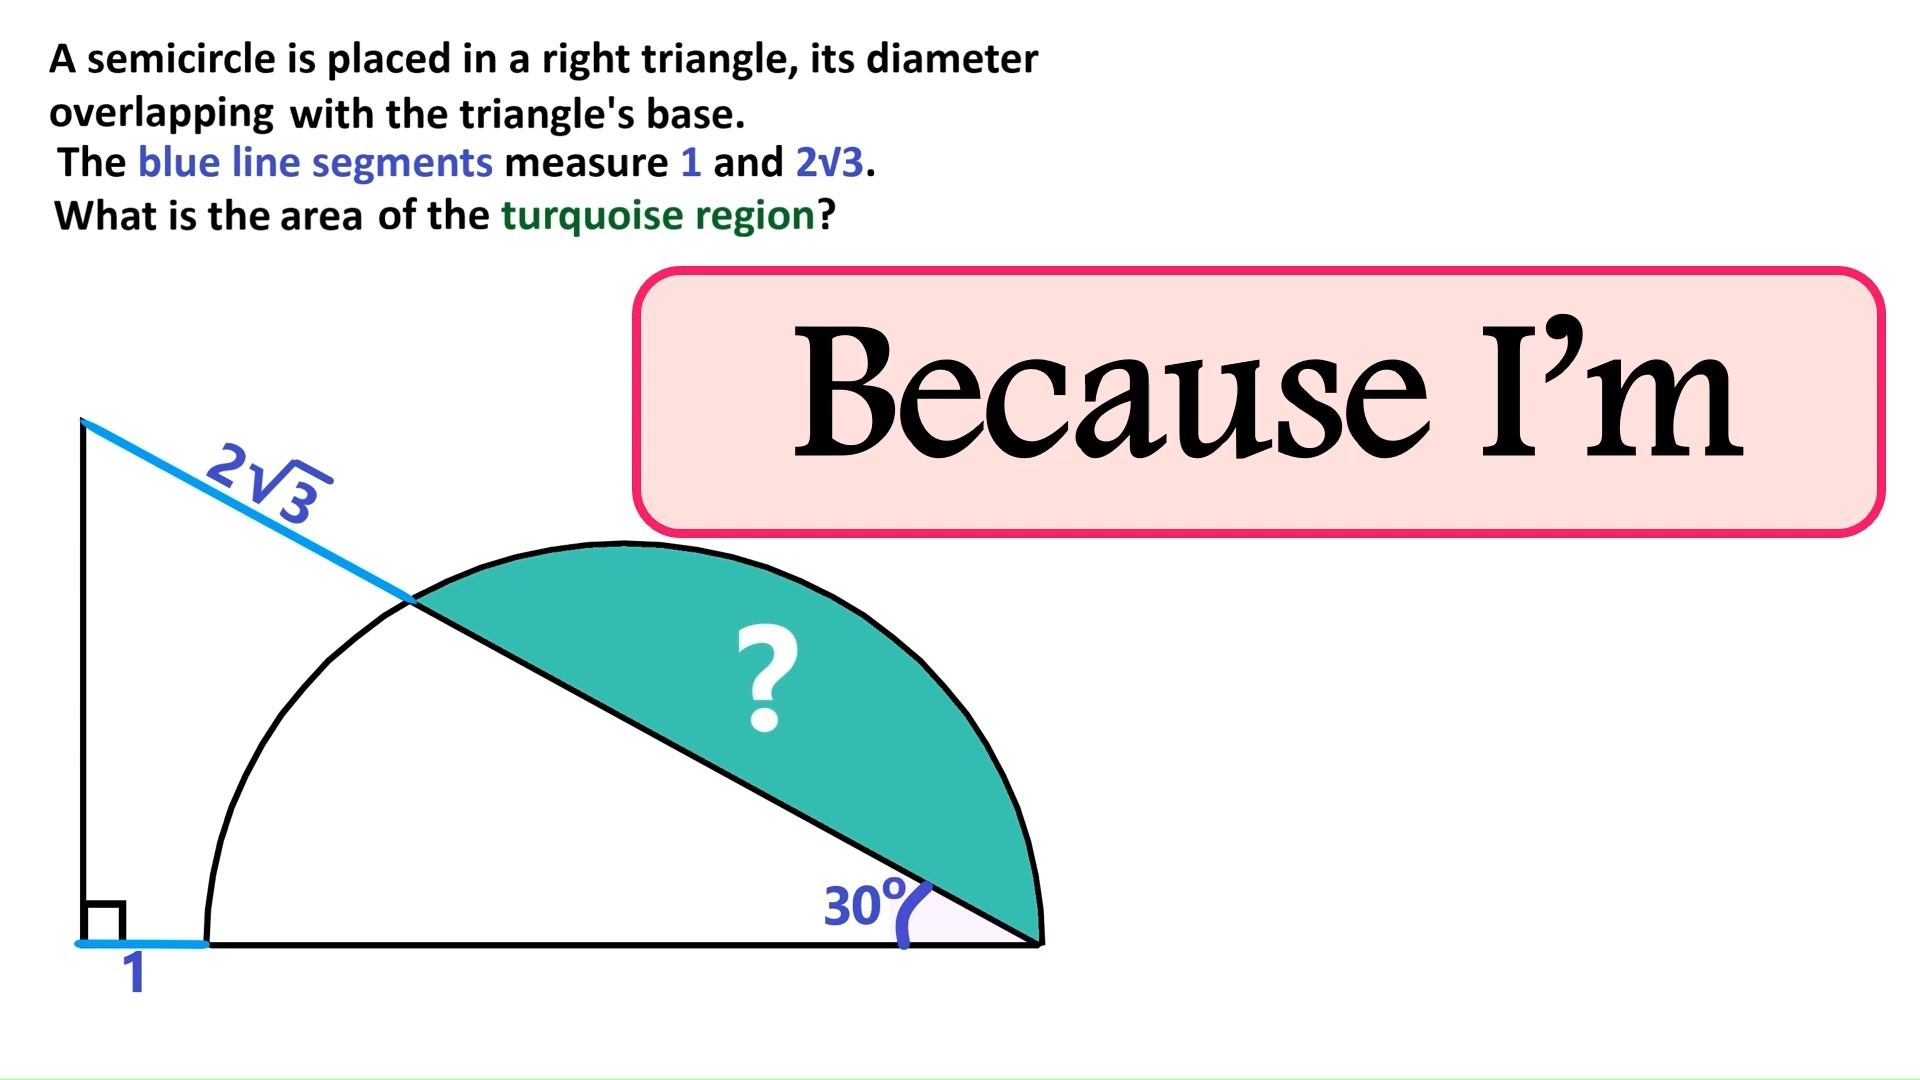 A semicircle is placed in a right triangle, its diameter
overlapping with the triangle's base.
The blue line segments measure 1 and 2√3.
What is the area of the turquoise region?
Because I’m
2√3
?
30º
1